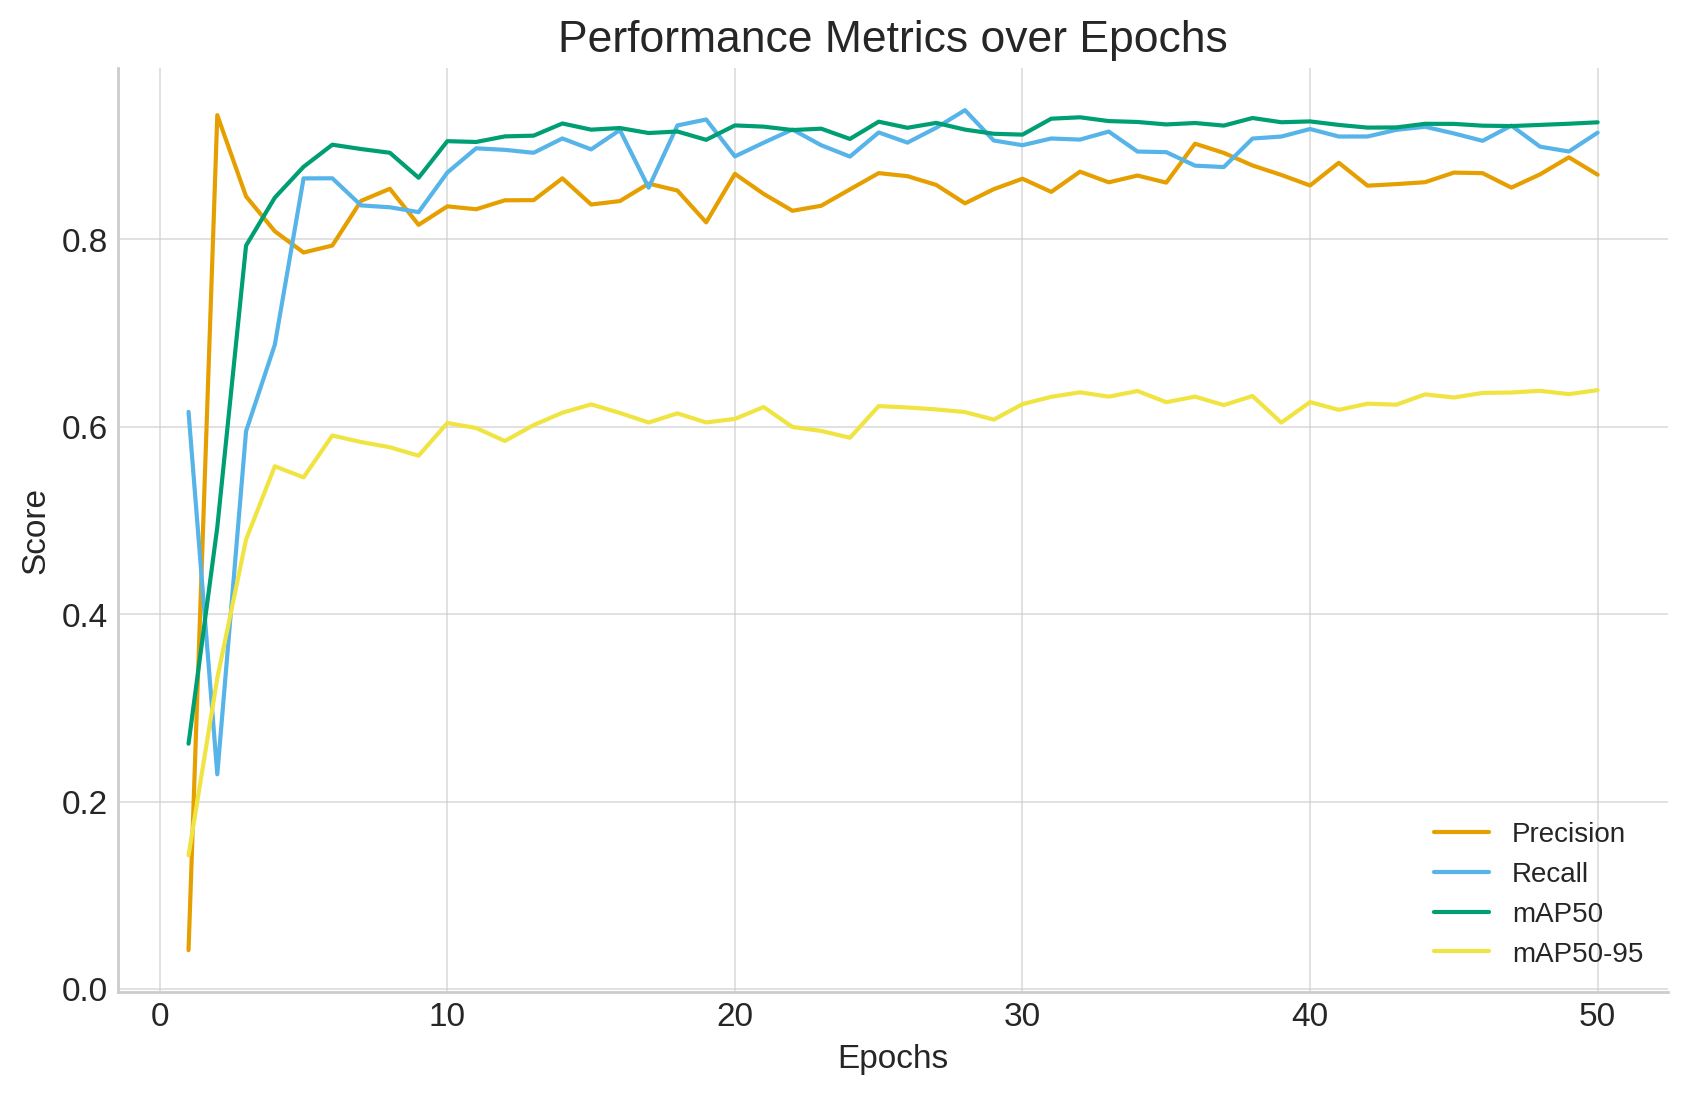 Performance Metrics over Epochs
Score
0.8
0.6
0.4
0.2
0.0
0 10 20 30 40 50
Epochs
Precision
Recall
mAP50
mAP50-95